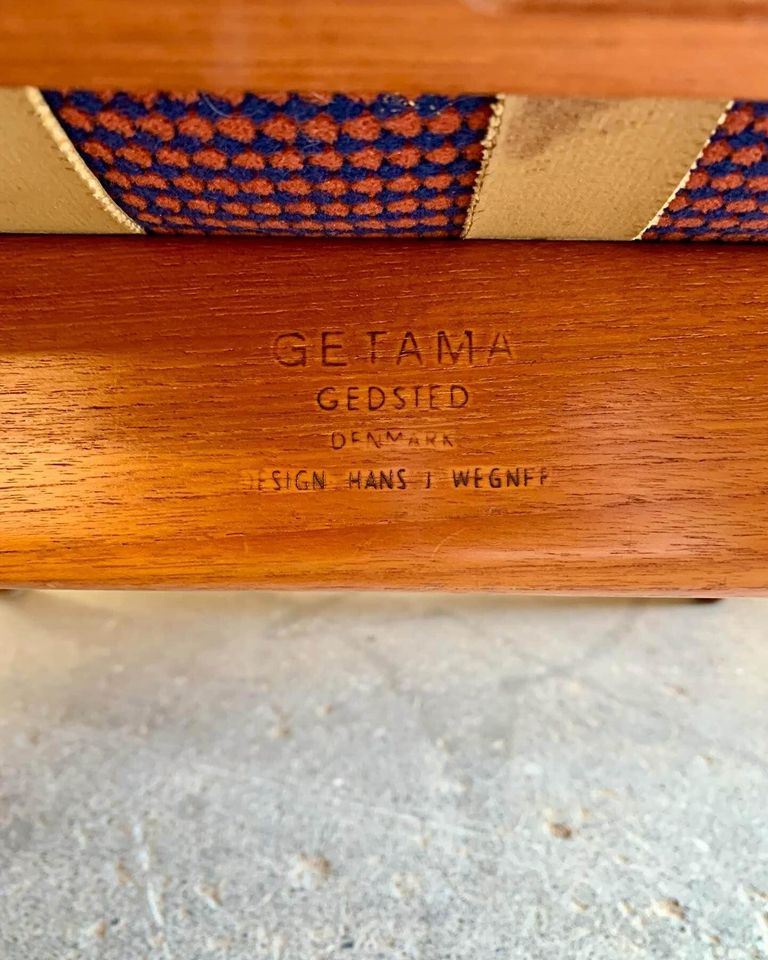 GETAMA
GEDSTED
DENMARK
DESIGN HANS J WEGNER